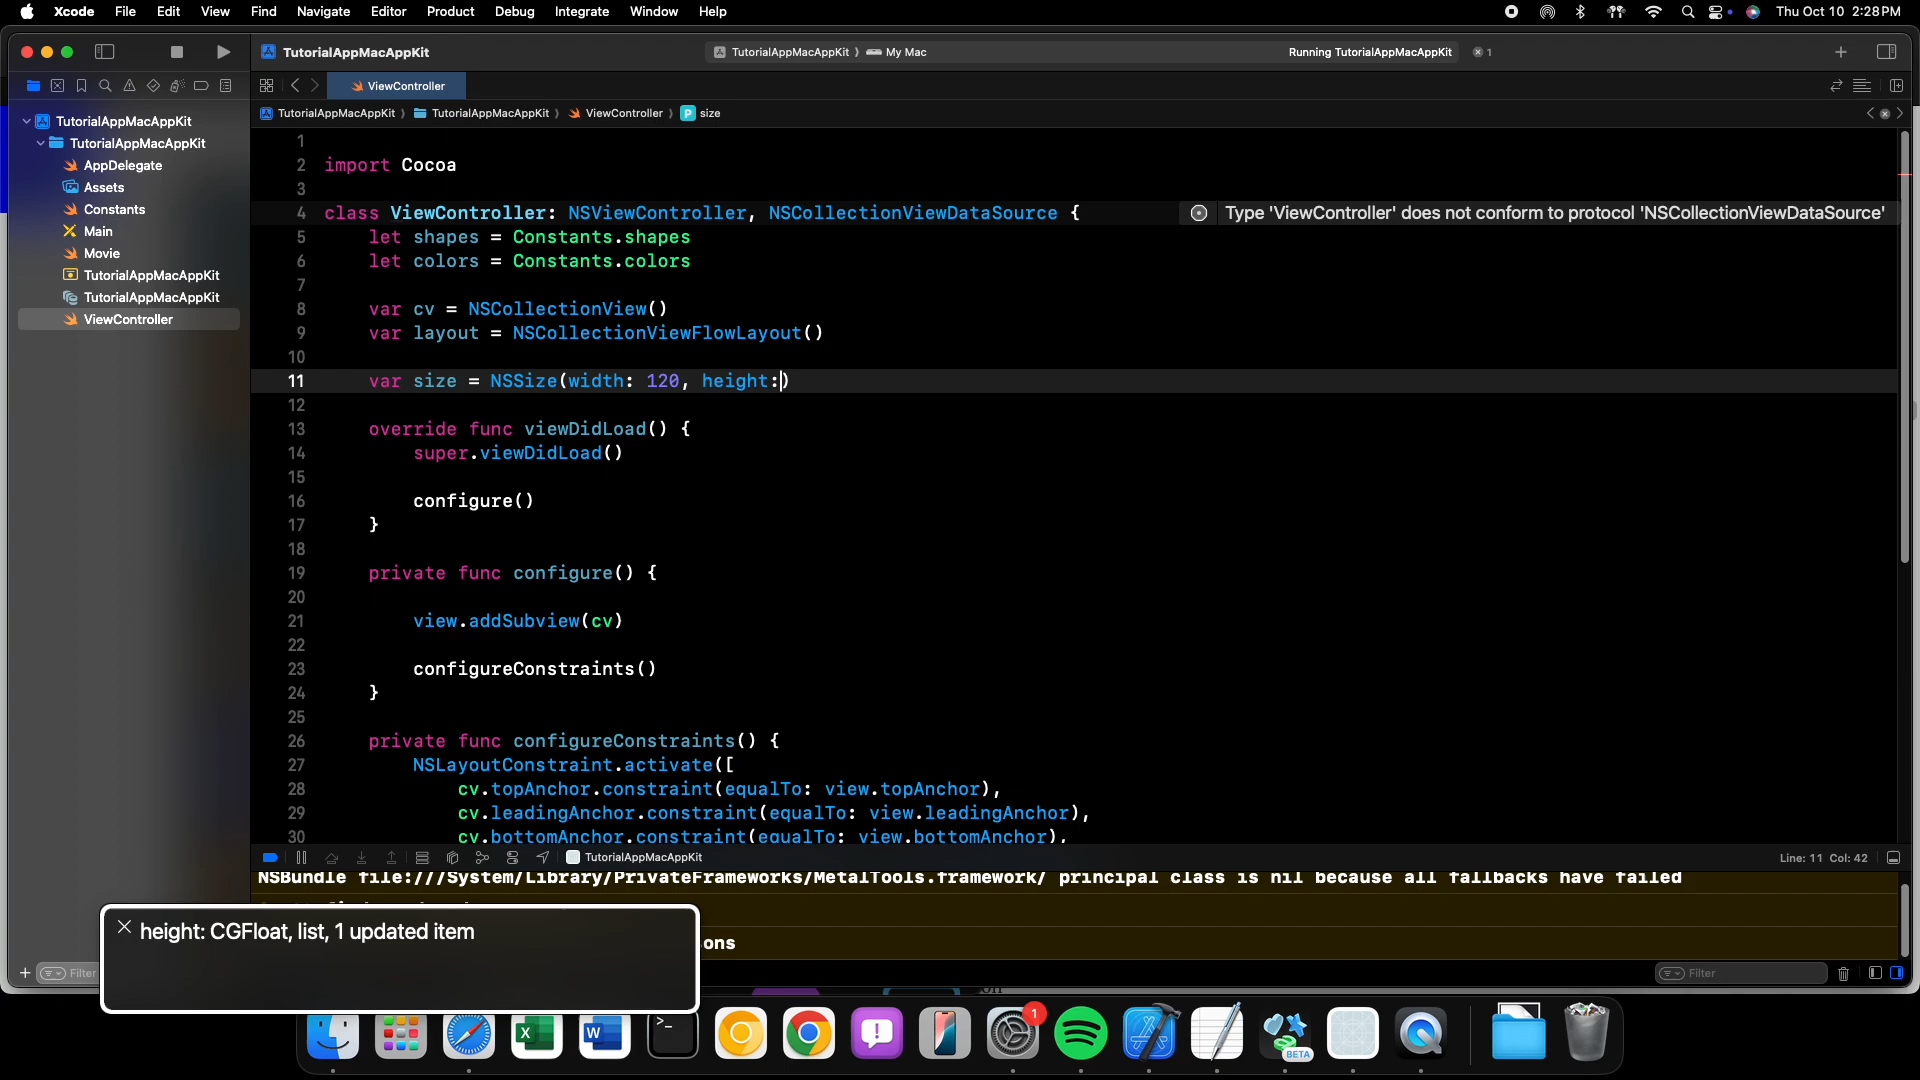 Xcode File Edit View Find Navigate Editor Product Debug Integrate Window Help Thu Oct 10 2:28 PM
TutorialAppMacAppKit TutorialAppMacAppKit My Mac Running TutorialAppMacAppKit 1
ViewController
TutorialAppMacAppKit TutorialAppMacAppKit ViewController P size
TutorialAppMacAppKit
TutorialAppMacAppKit
AppDelegate
Assets
Constants
Main
Movie
TutorialAppMacAppKit
TutorialAppMacAppKit
ViewController
1
2 import Cocoa
3
4 class ViewController: NSViewController, NSCollectionViewDataSource { Type 'ViewController' does not conform to protocol 'NSCollectionViewDataSource'
5 let shapes = Constants.shapes
6 let colors = Constants.colors
7
8 var cv = NSCollectionView()
9 var layout = NSCollectionViewFlowLayout()
10
11 var size = NSSize(width: 120, height:)
12
13 override func viewDidLoad() {
14 super.viewDidLoad()
15
16 configure()
17 }
18
19 private func configure() {
20
21 view.addSubview(cv)
22
23 configureConstraints()
24 }
25
26 private func configureConstraints() {
27 NSLayoutConstraint.activate([
28 cv.topAnchor.constraint(equalTo: view.topAnchor),
29 cv.leadingAnchor.constraint(equalTo: view.leadingAnchor),
30 cv.bottomAnchor.constraint(equalTo: view.bottomAnchor),
TutorialAppMacAppKit Line: 11 Col: 42
NSBundle file:///System/Library/PrivateFrameworks/MetalTools.framework/ principal class is nil because all fallbacks have failed
ons
height: CGFloat, list, 1 updated item
Filter Filter
1
BETA